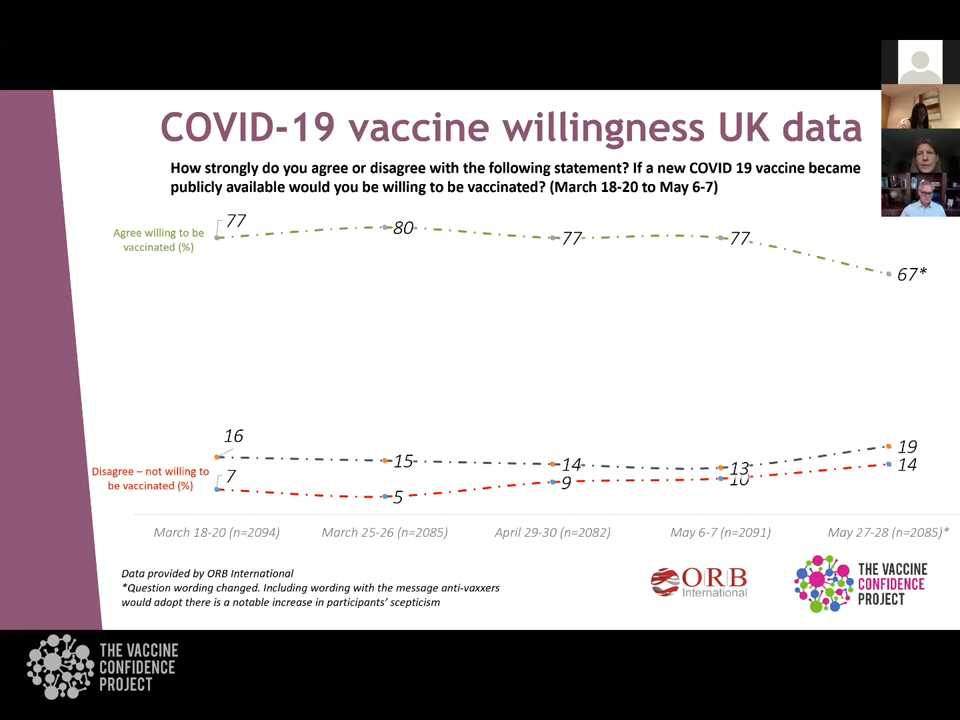 COVID-19 vaccine willingness UK data
How strongly do you agree or disagree with the following statement? If a new COVID 19 vaccine became
publicly available would you be willing to be vaccinated? (March 18-20 to May 6-7)
Agree willing to be
vaccinated (%)
77
80
77
77
67*
16
15
14
13
19
Disagree – not willing to
be vaccinated (%)
7
5
9
10
14
March 18-20 (n=2094)
March 25-26 (n=2085)
April 29-30 (n=2082)
May 6-7 (n=2091)
May 27-28 (n=2085)*
Data provided by ORB International
*Question wording changed. Including wording with the message anti-vaxxers
would adopt there is a notable increase in participants’ scepticism
ORB
International
THE VACCINE
CONFIDENCE
PROJECT
THE VACCINE
CONFIDENCE
PROJECT